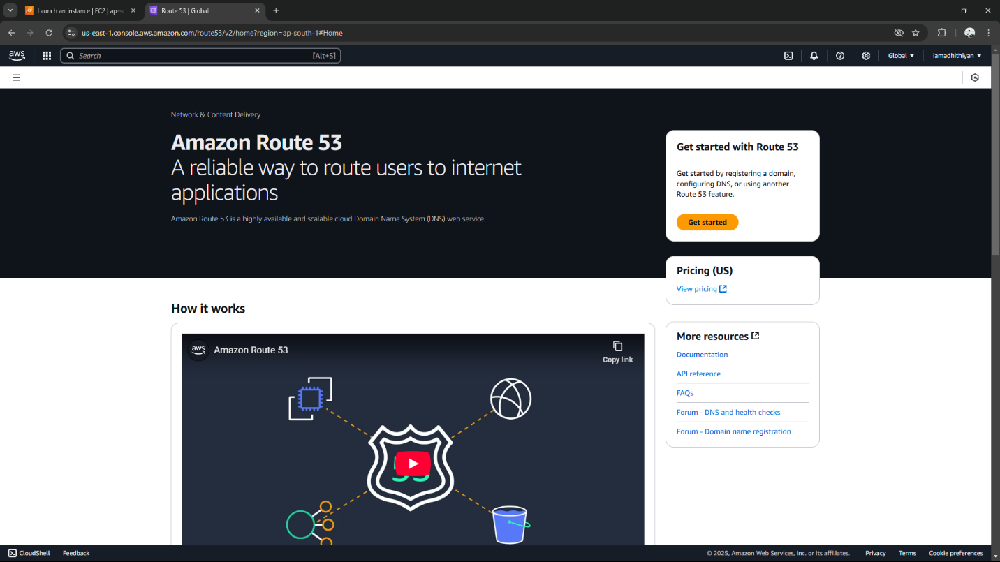 Launch an instance | EC2 | ap-so
Route 53 | Global
us-east-1.console.aws.amazon.com/route53/v2/home?region=ap-south-1#Home
aws
Search
[Alt+S]
Global
iamadhithiyan
Network & Content Delivery
Amazon Route 53
A reliable way to route users to internet
applications
Amazon Route 53 is a highly available and scalable cloud Domain Name System (DNS) web service.
Get started with Route 53
Get started by registering a domain,
configuring DNS, or using another
Route 53 feature.
Get started
Pricing (US)
View pricing
How it works
aws
Amazon Route 53
Copy link
53
More resources
Documentation
API reference
FAQs
Forum - DNS and health checks
Forum - Domain name registration
CloudShell
Feedback
© 2025, Amazon Web Services, Inc. or its affiliates.
Privacy
Terms
Cookie preferences